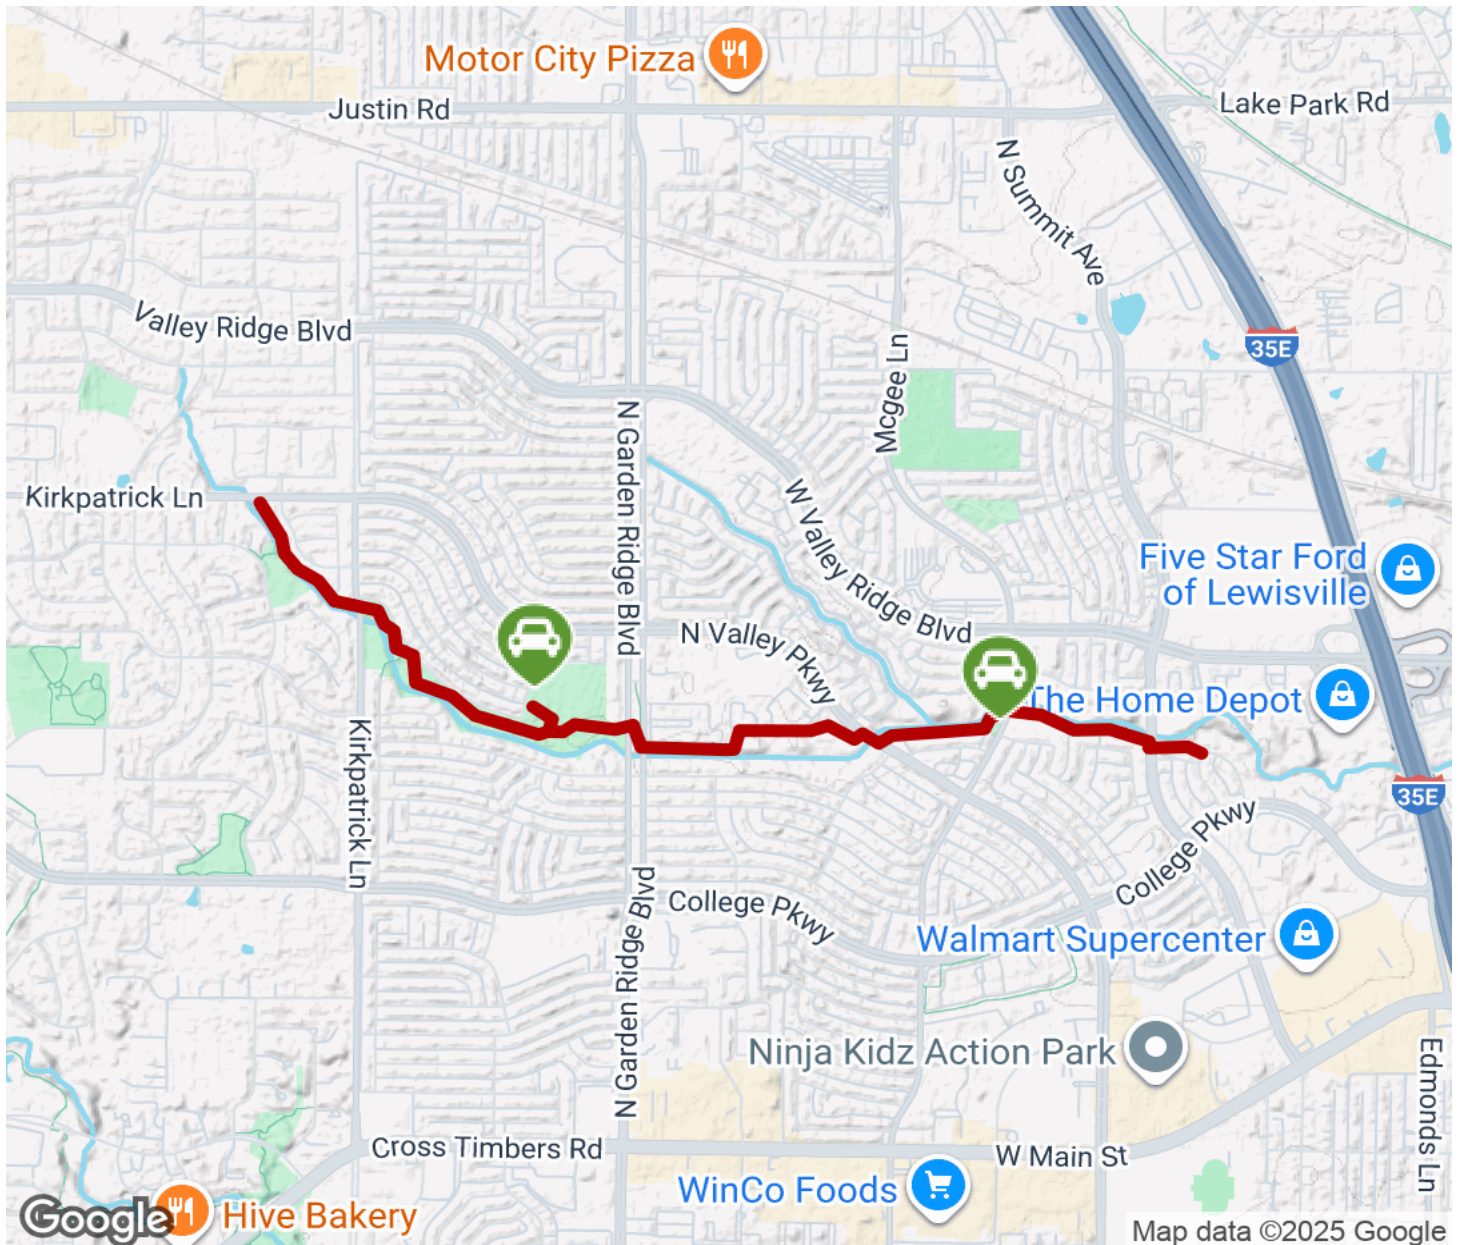 Motor City Pizza
Justin Rd
Lake Park Rd
N Summit Ave
Valley Ridge Blvd
35E
Mcgee Ln
N Garden Ridge Blvd
Kirkpatrick Ln
W Valley Ridge Blvd
Five Star Ford
of Lewisville
N Valley Pkwy
The Home Depot
Kirkpatrick Ln
35E
College Pkwy
N Garden Ridge Blvd
College Pkwy
Walmart Supercenter
Ninja Kidz Action Park
Edmonds Ln
Cross Timbers Rd
W Main St
WinCo Foods
Google
Hive Bakery
Map data ©2025 Google